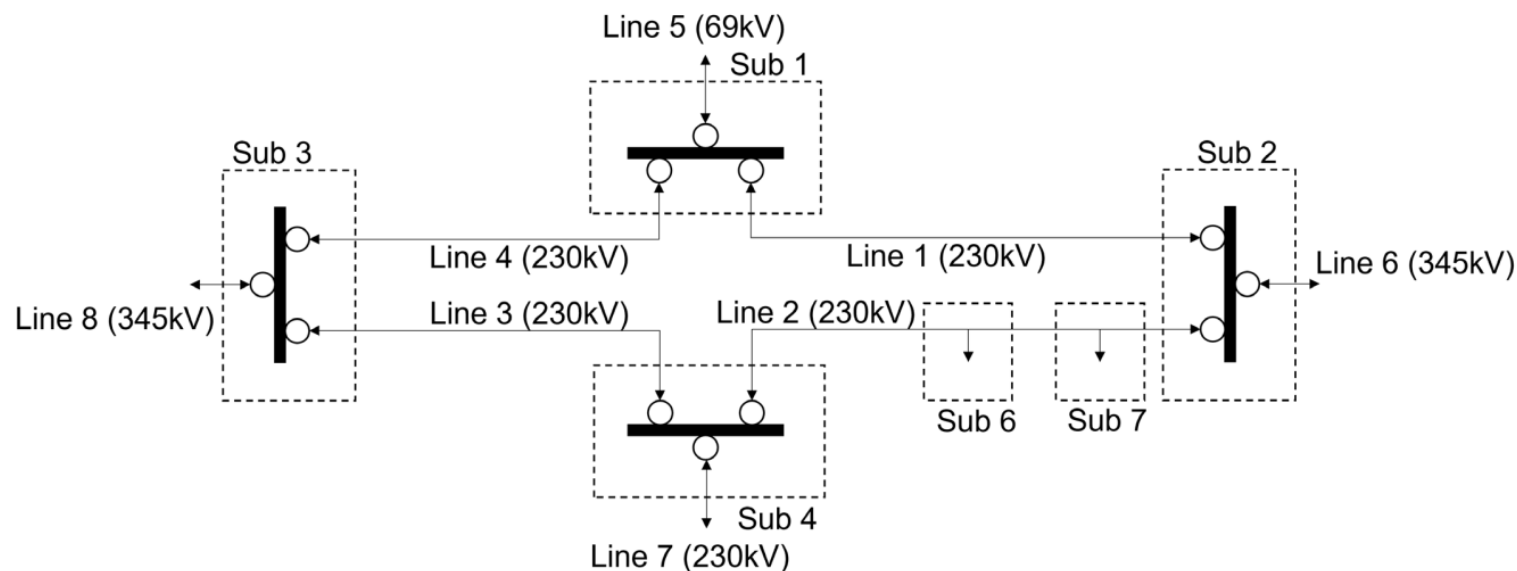 Line 5 (69kV)
Sub 1
Sub 3
Sub 2
Line 4 (230kV)
Line 1 (230kV)
Line 6 (345kV)
Line 8 (345kV)
Line 3 (230kV)
Line 2 (230kV)
Sub 6
Sub 7
Sub 4
Line 7 (230kV)